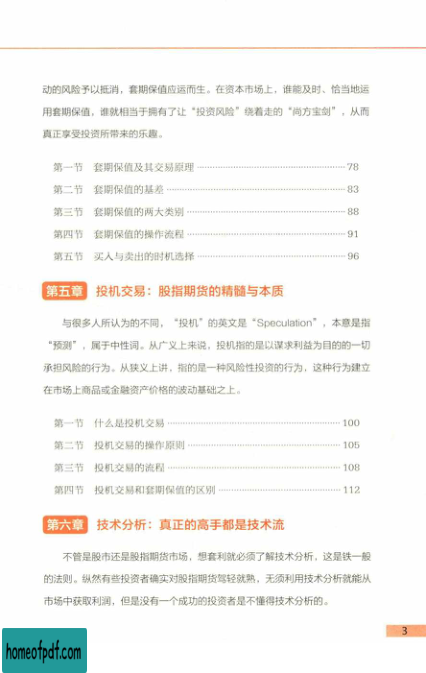 动的风险予以抵消，套期保值应运而生。在资本市场上，谁能及时、恰当地运
用套期保值，谁就相当于拥有了让“投资风险”绕着走的“尚方宝剑”，从而
真正享受投资所带来的乐趣。
第一节 套期保值及其交易原理 78
第二节 套期保值的基差 83
第三节 套期保值的两大类别 88
第四节 套期保值的操作流程 91
第五节 买入与卖出的时机选择 96
第五章 投机交易：股指期货的精髓与本质
与很多人所认为的不同，“投机”的英文是“Speculation”，本意是指
“预测”，属于中性词。从广义上来说，投机指的是以谋求利益为目的的一切
承担风险的行为。从狭义上讲，指的是一种风险性投资的行为，这种行为建立
在市场上商品或金融资产价格的波动基础之上。
第一节 什么是投机交易 100
第二节 投机交易的操作原则 105
第三节 投机交易的流程 108
第四节 投机交易和套期保值的区别 112
第六章 技术分析：真正的高手都是技术流
不管是股市还是股指期货市场，想套利就必须了解技术分析，这是铁一般
的法则。纵然有些投资者确实对股指期货驾轻就熟，无须利用技术分析就能从
市场中获取利润，但是没有一个成功的投资者是不懂得技术分析的。
3
homeofpdf.com